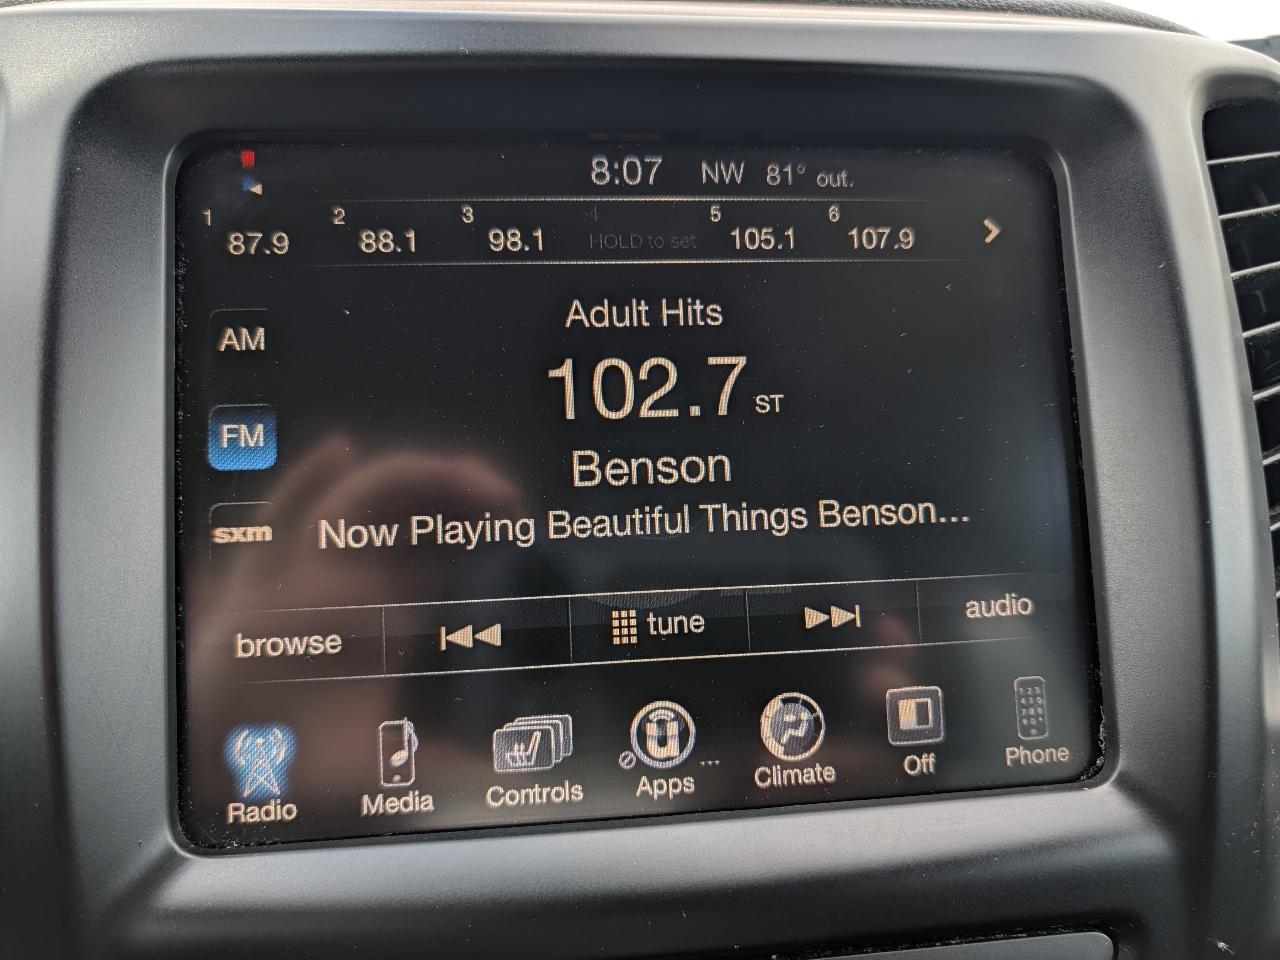 8:07 NW 81° out.
1 2 3 4 5 6
87.9 88.1 98.1 HOLD to set 105.1 107.9
Adult Hits
AM
102.7 ST
FM
Benson
sxm
Now Playing Beautiful Things Benson...
browse tune audio
Radio Media Controls Apps ... Climate Off Phone